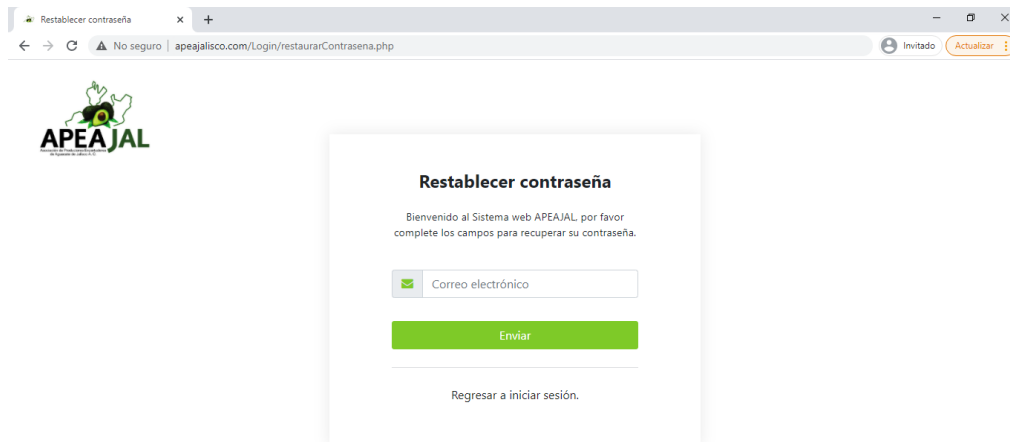 Restablecer contraseña
No seguro | apeajalisco.com/Login/restaurarContrasena.php
Invitado
Actualizar
APEAJAL
Restablecer contraseña
Bienvenido al Sistema web APEAJAL, por favor
complete los campos para recuperar su contraseña.
Correo electrónico
Enviar
Regresar a iniciar sesión.